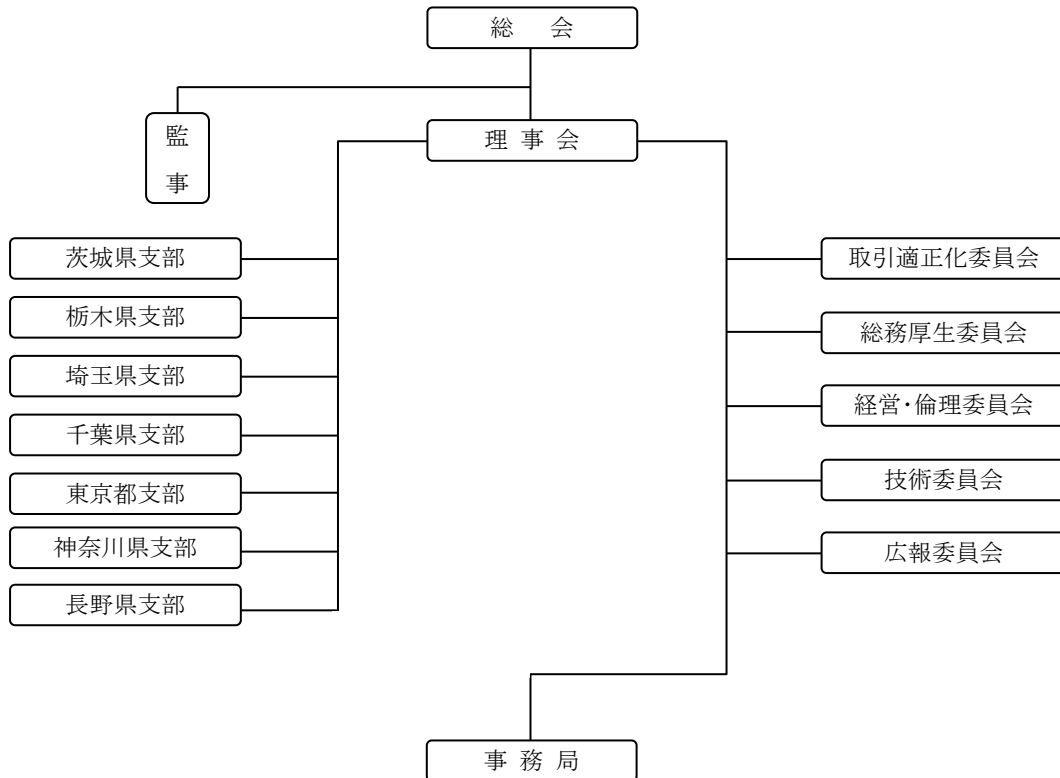 総 会
監
事
理 事 会
茨城県支部
栃木県支部
埼玉県支部
千葉県支部
東京都支部
神奈川県支部
長野県支部
取引適正化委員会
総務厚生委員会
経営・倫理委員会
技術委員会
広報委員会
事 務 局